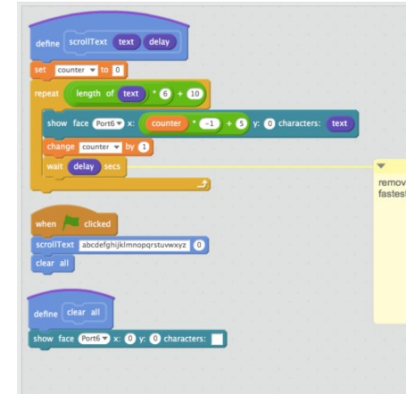 define scrollText text delay
set counter to 0
repeat length of text * 6 + 10
show face Port6 x: counter * -1 + 5 y: 0 characters: text
change counter by 1
wait delay secs
remov
fastest
when clicked
scrollText abcdefghijklmnopqrstuvwxyz 0
clear all
define clear all
show face Port6 x: 0 y: 0 characters: